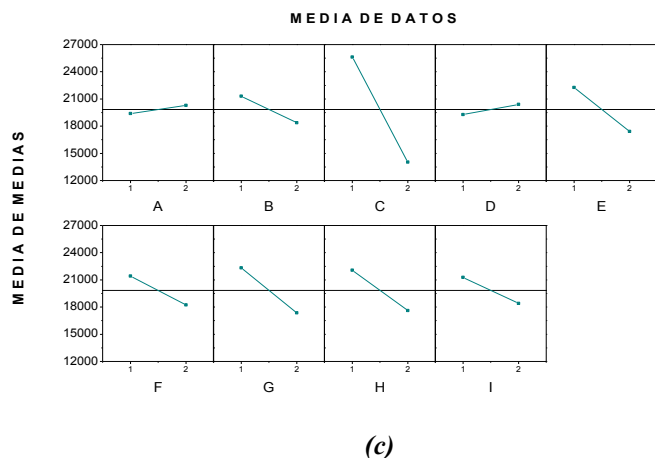 MEDIA DE DATOS
MEDIA DE MEDIAS
27000
24000
21000
18000
15000
12000
1 2 1 2 1 2 1 2 1 2
A B C D E
27000
24000
21000
18000
15000
12000
1 2 1 2 1 2 1 2
F G H I
(c)